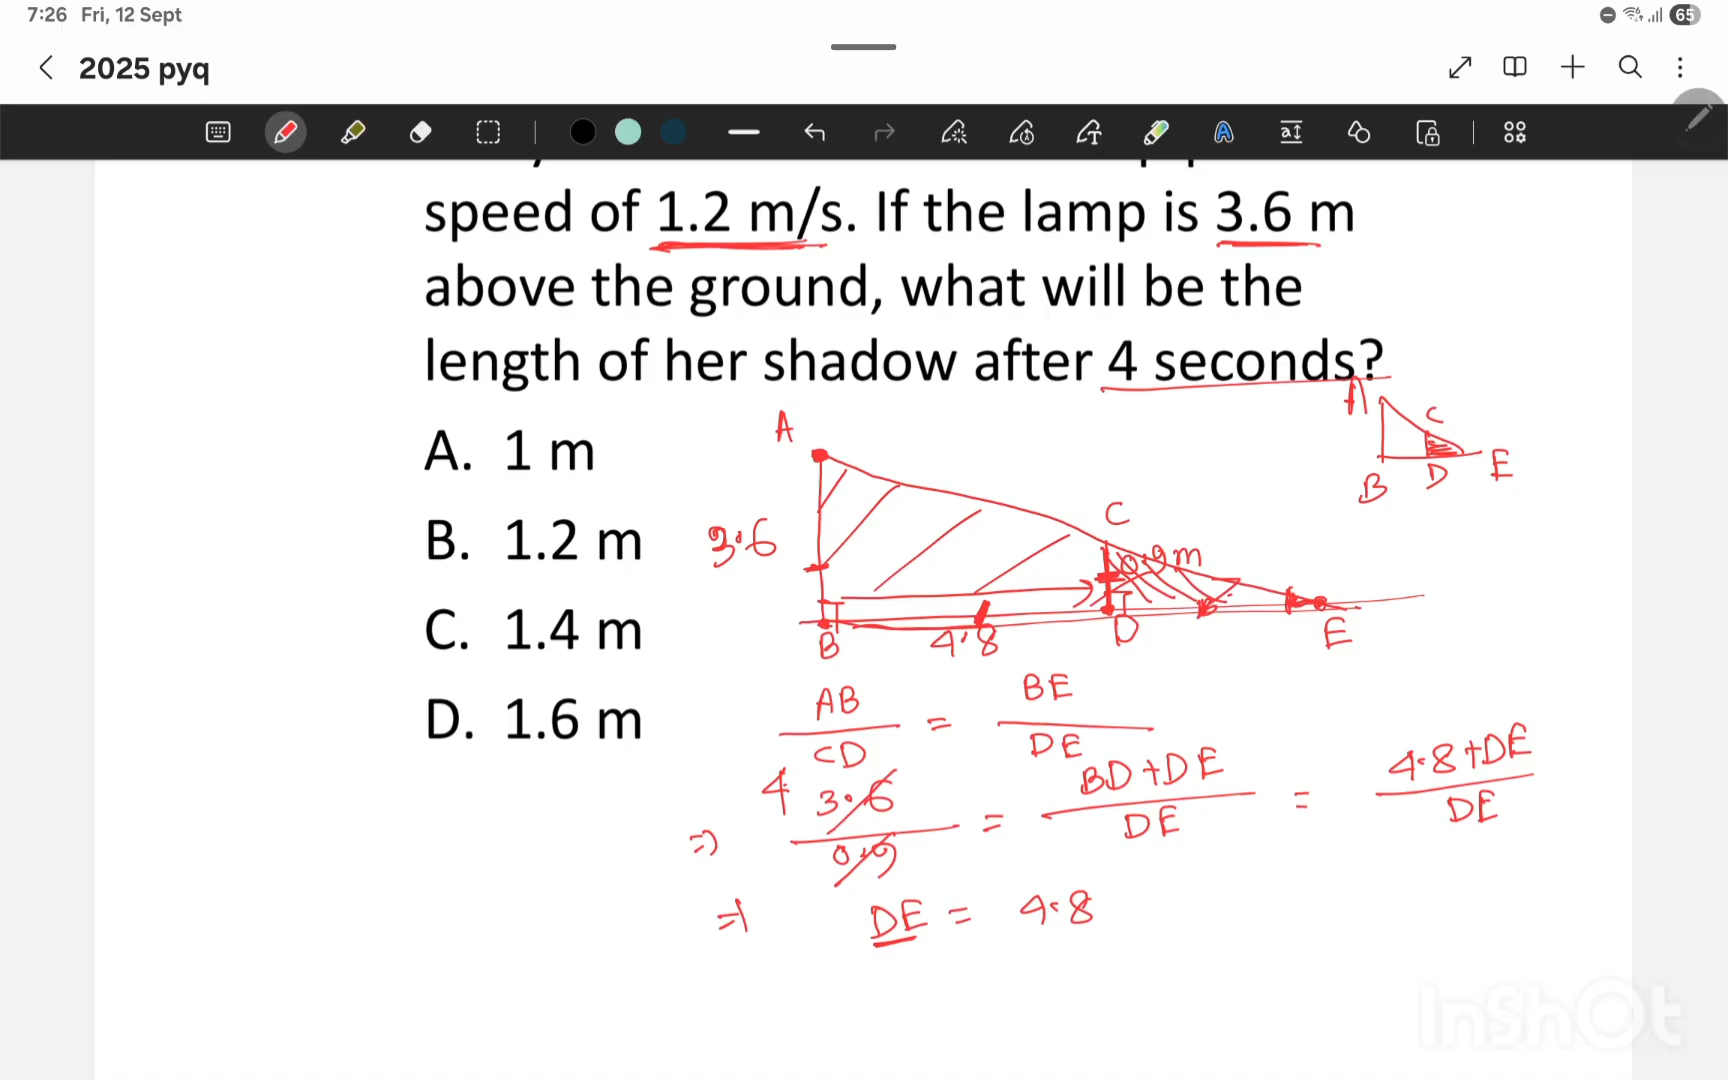 7:26 Fri, 12 Sept
65
2025 pyq
speed of 1.2 m/s. If the lamp is 3.6 m
above the ground, what will be the
length of her shadow after 4 seconds?
A. 1 m
B. 1.2 m
C. 1.4 m
D. 1.6 m
A
C
B D E
A
3.6
C
0.9 m
B
4.8
D
E
AB / CD = BE / DE
=> 4 3.6 / 0.9 = BD + DE / DE = 4.8 + DE / DE
=> DE = 4.8
InShOt